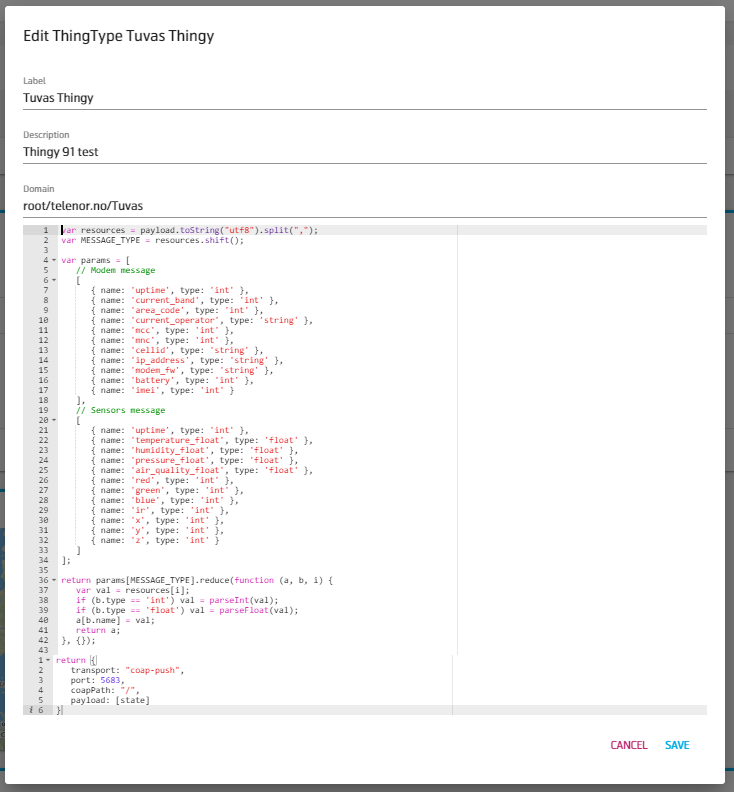 Edit ThingType Tuvas Thingy
Label
Tuvas Thingy
Description
Thingy 91 test
Domain
root/telenor.no/Tuvas
1 var resources = payload.toString("utf8").split(",");
2 var MESSAGE_TYPE = resources.shift();
3
4 var params = [
5 // Modem message
6 [
7 { name: 'uptime', type: 'int' },
8 { name: 'current_band', type: 'int' },
9 { name: 'area_code', type: 'int' },
10 { name: 'current_operator', type: 'string' },
11 { name: 'mcc', type: 'int' },
12 { name: 'mnc', type: 'int' },
13 { name: 'cellid', type: 'string' },
14 { name: 'ip_address', type: 'string' },
15 { name: 'modem_fw', type: 'string' },
16 { name: 'battery', type: 'int' },
17 { name: 'imei', type: 'int' }
18 ],
19 // Sensors message
20 [
21 { name: 'uptime', type: 'int' },
22 { name: 'temperature_float', type: 'float' },
23 { name: 'humidity_float', type: 'float' },
24 { name: 'pressure_float', type: 'float' },
25 { name: 'air_quality_float', type: 'float' },
26 { name: 'red', type: 'int' },
27 { name: 'green', type: 'int' },
28 { name: 'blue', type: 'int' },
29 { name: 'ir', type: 'int' },
30 { name: 'x', type: 'int' },
31 { name: 'y', type: 'int' },
32 { name: 'z', type: 'int' }
33 ]
34 ];
35
36 return params[MESSAGE_TYPE].reduce(function (a, b, i) {
37 var val = resources[i];
38 if (b.type == 'int') val = parseInt(val);
39 if (b.type == 'float') val = parseFloat(val);
40 a[b.name] = val;
41 return a;
42 }, {});
43
1 return {
2 transport: "coap-push",
3 port: 5683,
4 coapPath: "/",
5 payload: [state]
i 6 }
CANCEL SAVE